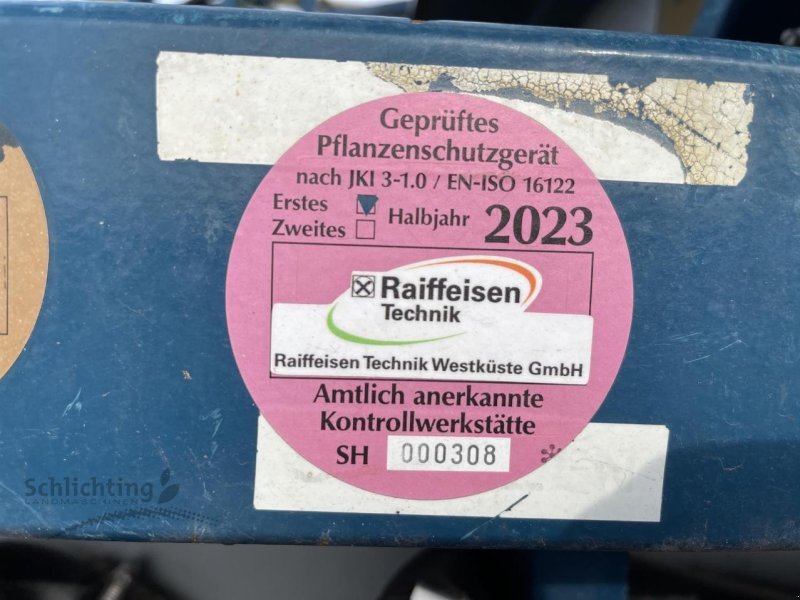 Geprüftes
Pflanzenschutzgerät
nach JKI 3-1.0 / EN-ISO 16122
Erstes
Zweites
Halbjahr 2023
Raiffeisen
Technik
Raiffeisen Technik Westküste GmbH
Amtlich anerkannte
Kontrollwerkstätte
SH 000308
Schlichting
LANDMASCHINEN